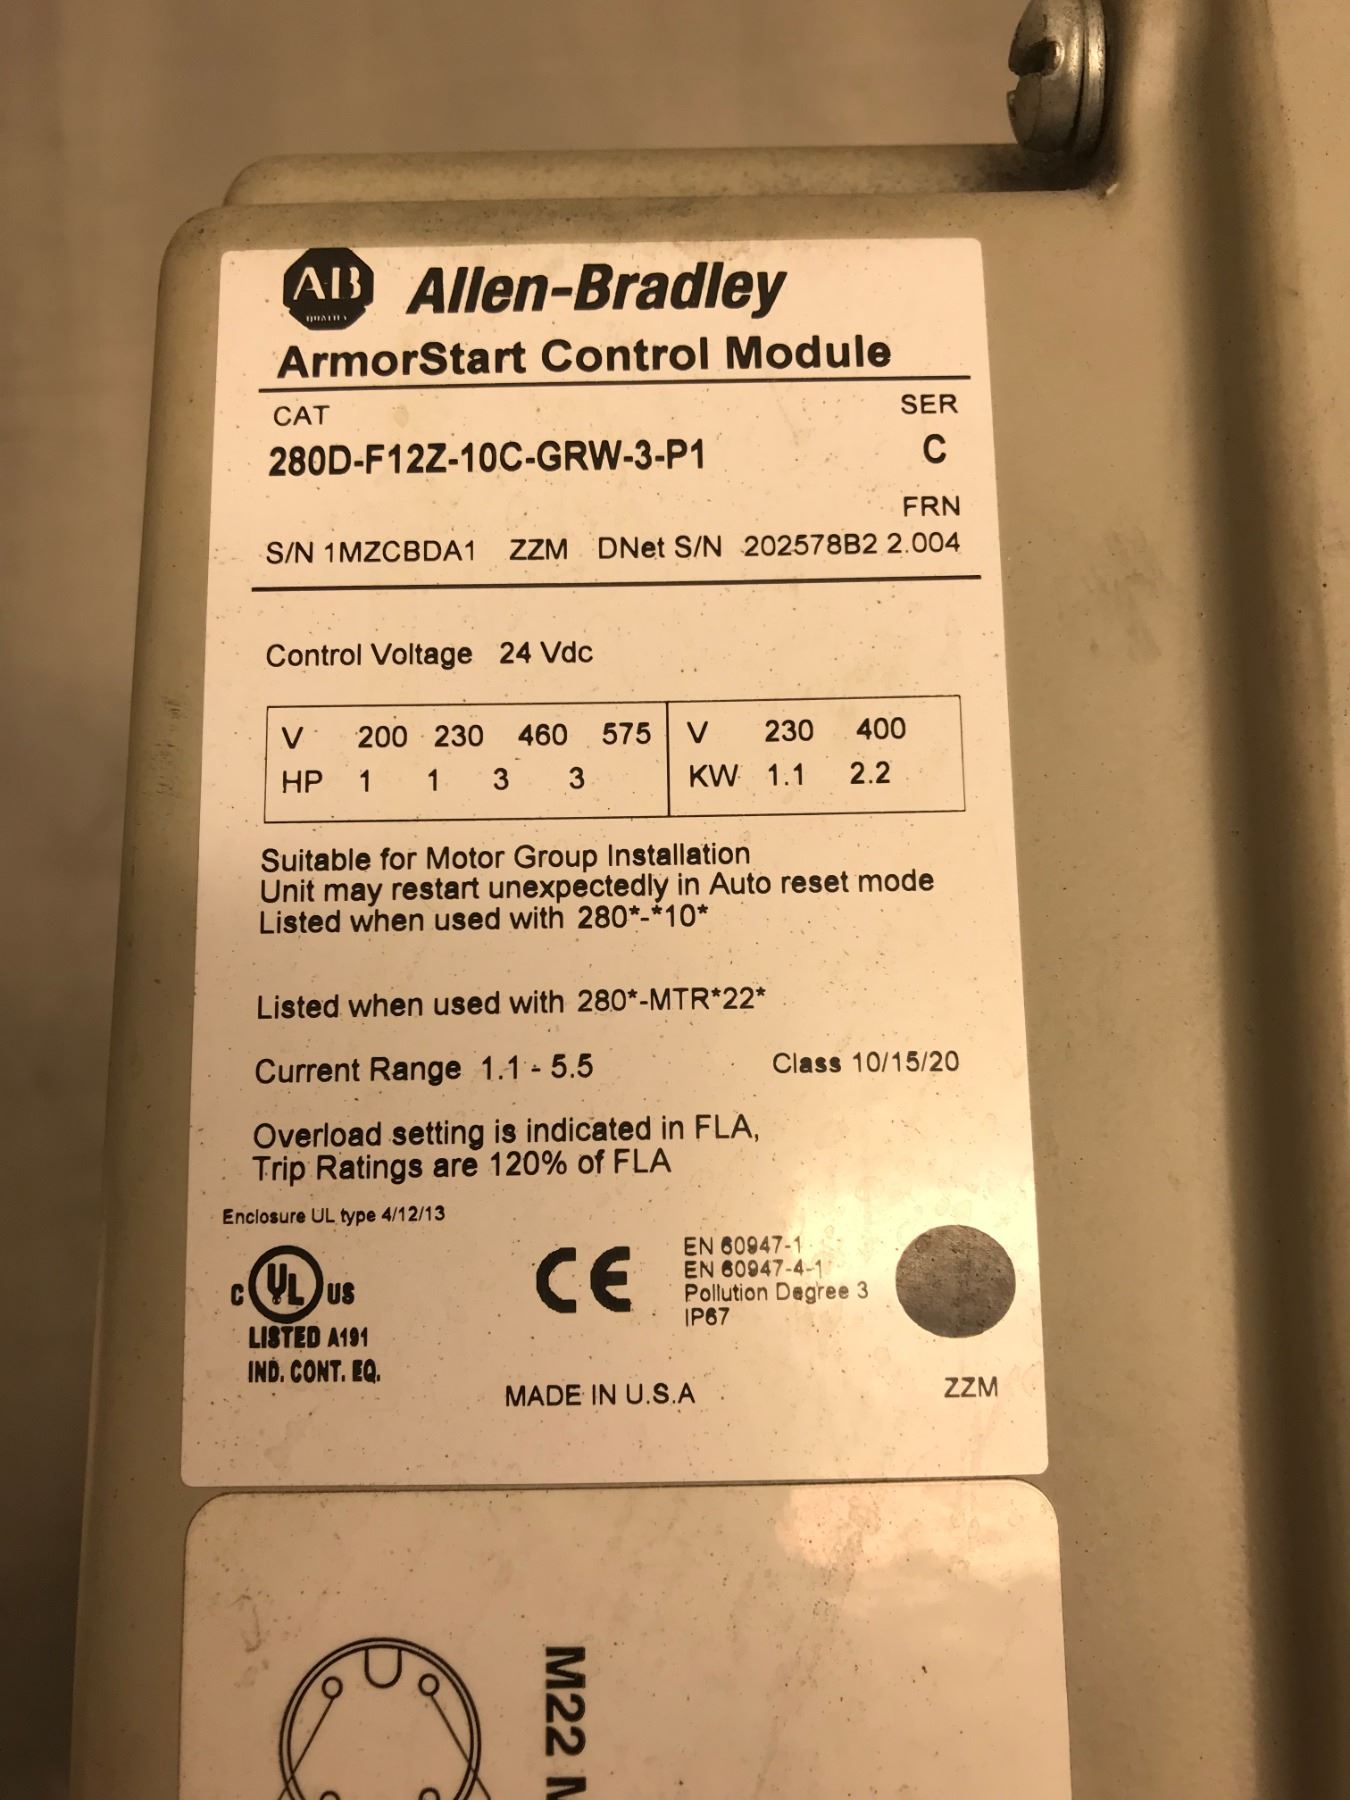 AB
QUALITY
Allen-Bradley
ArmorStart Control Module
CAT SER
280D-F12Z-10C-GRW-3-P1 C
FRN
S/N 1MZCBDA1 ZZM DNet S/N 202578B2 2.004
Control Voltage 24 Vdc
V 200 230 460 575 V 230 400
HP 1 1 3 3 KW 1.1 2.2
Suitable for Motor Group Installation
Unit may restart unexpectedly in Auto reset mode
Listed when used with 280*-*10*
Listed when used with 280*-MTR*22*
Current Range 1.1 - 5.5 Class 10/15/20
Overload setting is indicated in FLA,
Trip Ratings are 120% of FLA
Enclosure UL type 4/12/13
C UL US
LISTED A191
IND. CONT. EQ.
CE
EN 60947-1
EN 60947-4-1
Pollution Degree 3
IP67
MADE IN U.S.A
ZZM
M22